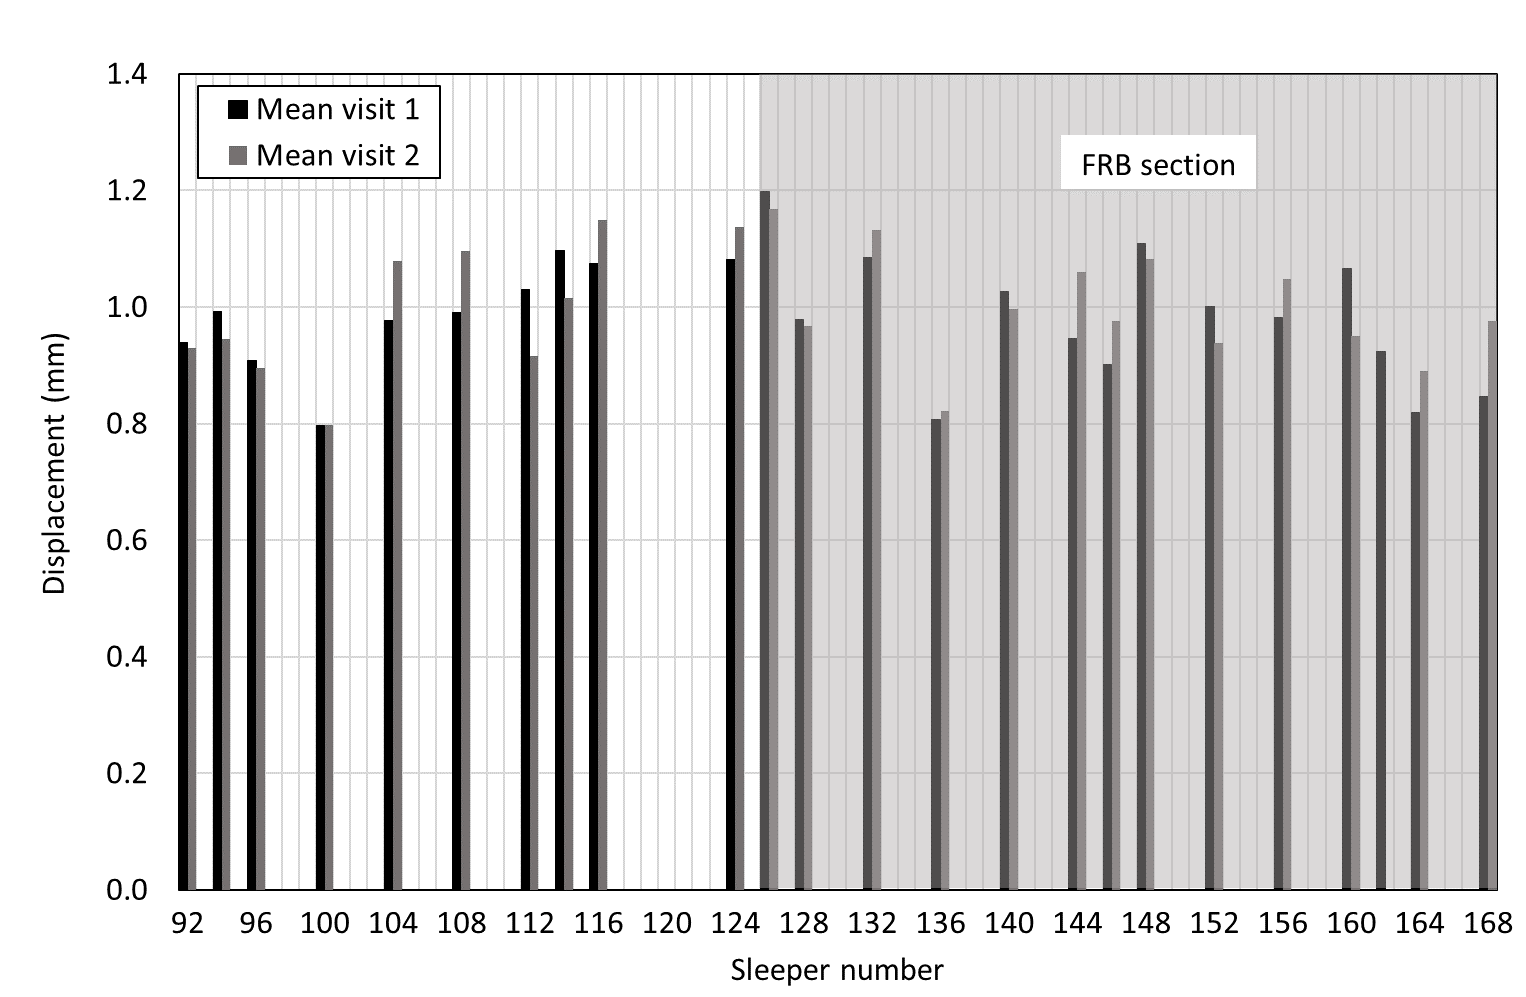 1.4
Mean visit 1
Mean visit 2
FRB section
1.2
1.0
0.8
0.6
0.4
0.2
0.0
Displacement (mm)
92 96 100 104 108 112 116 120 124 128 132 136 140 144 148 152 156 160 164 168
Sleeper number